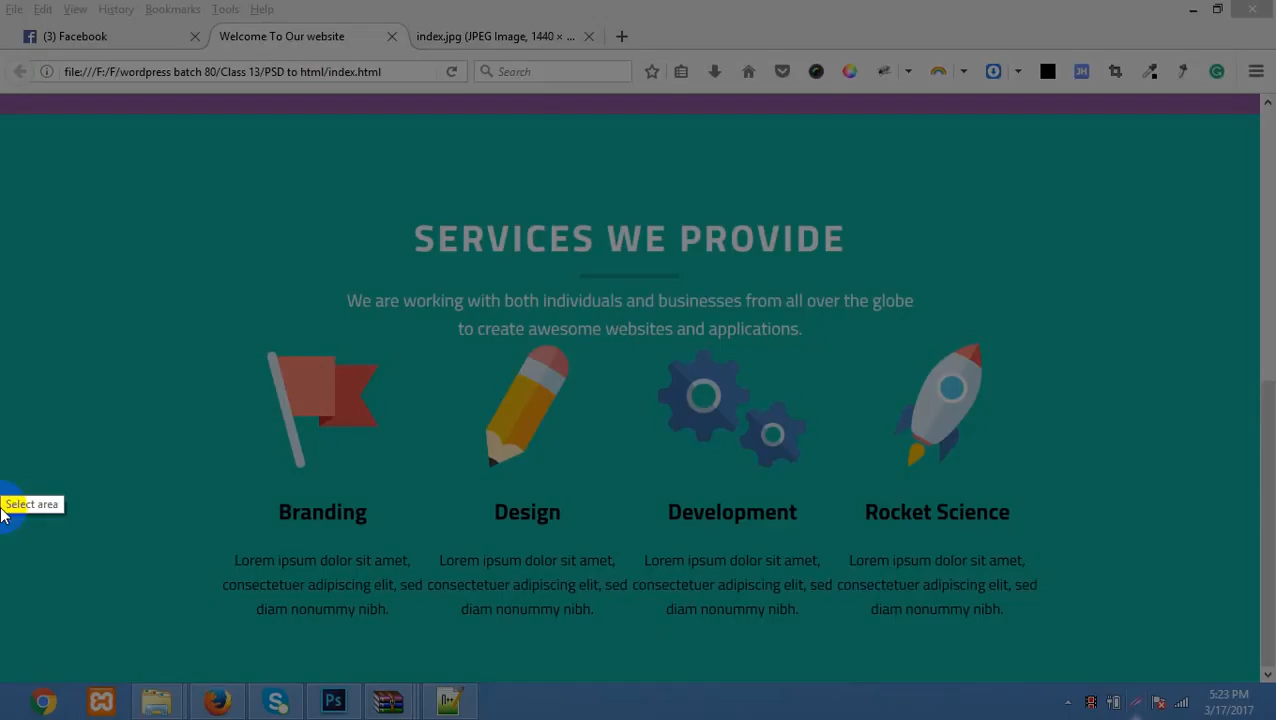 File Edit View History Bookmarks Tools Help
(3) Facebook
Welcome To Our website
index.jpg (JPEG Image, 1440 × ...
file:///F:/F/wordpress batch 80/Class 13/PSD to html/index.html
Search
JH
SERVICES WE PROVIDE
We are working with both individuals and businesses from all over the globe
to create awesome websites and applications.
Select area
Branding
Lorem ipsum dolor sit amet,
consectetuer adipiscing elit, sed
diam nonummy nibh.
Design
Lorem ipsum dolor sit amet,
consectetuer adipiscing elit, sed
diam nonummy nibh.
Development
Lorem ipsum dolor sit amet,
consectetuer adipiscing elit, sed
diam nonummy nibh.
Rocket Science
Lorem ipsum dolor sit amet,
consectetuer adipiscing elit, sed
diam nonummy nibh.
Ps
5:23 PM
3/17/2017